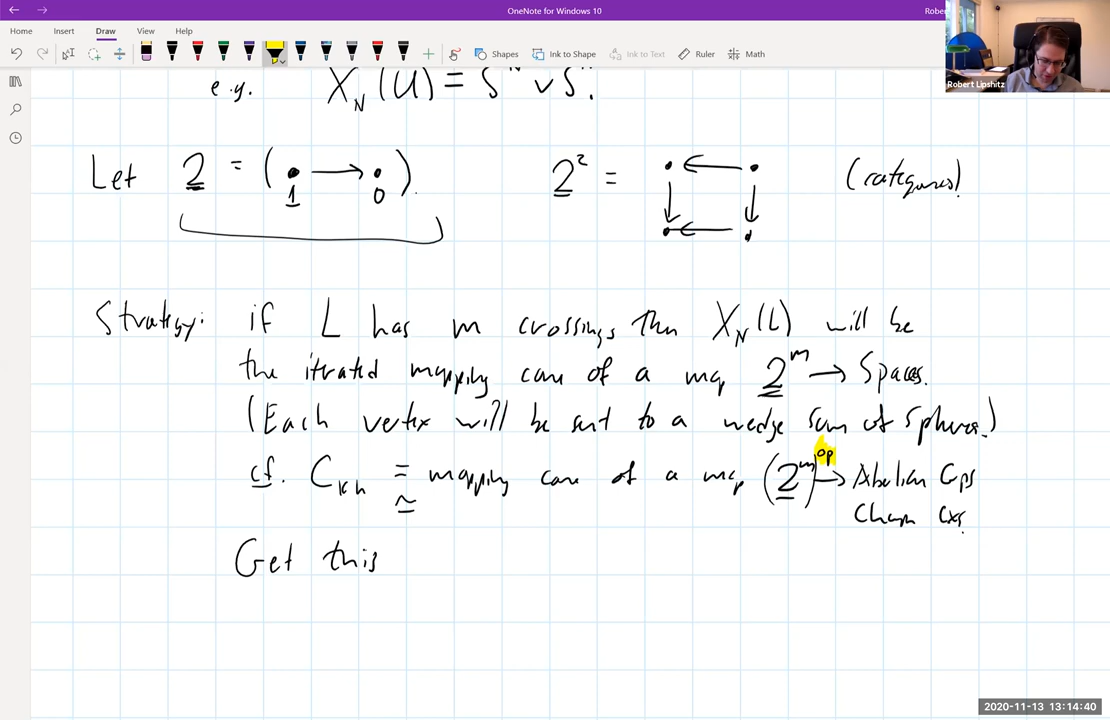 OneNote for Windows 10
Rober
Home Insert Draw View Help
Shapes Ink to Shape Ink to Text Ruler Math
Robert Lipshitz
e.g. X_N(U) = S^N ∨ S^N.
Let 2 = ( • → • ). 2^2 = (categories)
1 0
Strategy: if L has m crossings then X_N(L) will be
the iterated mapping cone of a map 2^m → Spaces.
(Each vertex will be sent to a wedge sum of spheres.)
cf. C_Kh = mapping cone of a map (2^m)^op → Abelian Gps
~ Chain Cxs.
Get this
2020-11-13 13:14:40